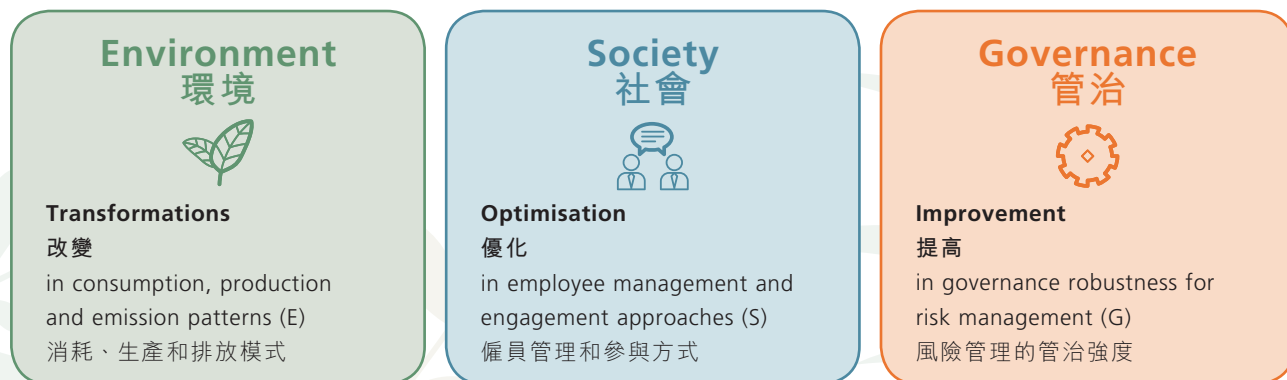 Environment
環境
Transformations
改變
in consumption, production
and emission patterns (E)
消耗、生產和排放模式
Society
社會
Optimisation
優化
in employee management and
engagement approaches (S)
僱員管理和參與方式
Governance
管治
Improvement
提高
in governance robustness for
risk management (G)
風險管理的管治強度